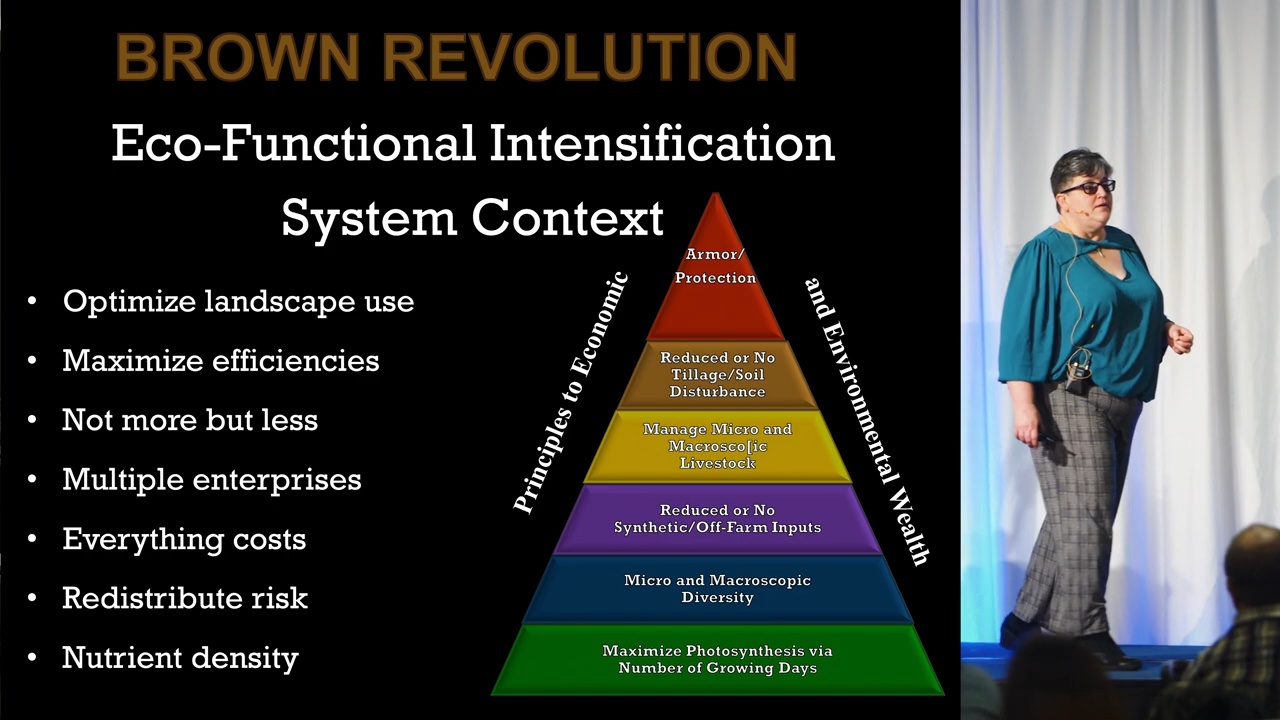 BROWN REVOLUTION
Eco-Functional Intensification
System Context
• Optimize landscape use
• Maximize efficiencies
• Not more but less
• Multiple enterprises
• Everything costs
• Redistribute risk
• Nutrient density
Principles to Economic
and Environmental Wealth
Armor/
Protection
Reduced or No
Tillage/Soil
Disturbance
Manage Micro and
Macrosco[ic
Livestock
Reduced or No
Synthetic/Off-Farm Inputs
Micro and Macroscopic
Diversity
Maximize Photosynthesis via
Number of Growing Days